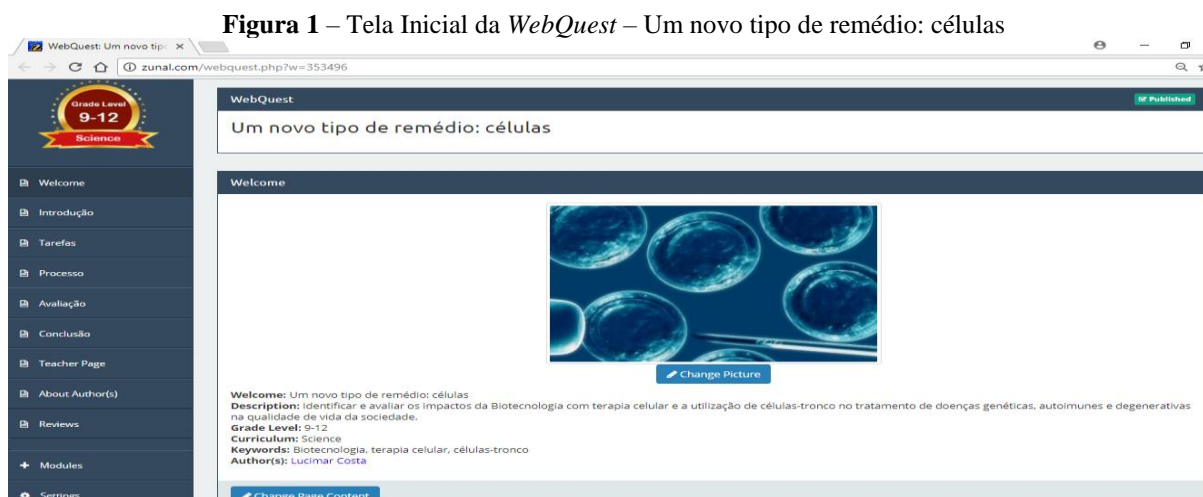 Figura 1 – Tela Inicial da WebQuest – Um novo tipo de remédio: células
WebQuest: Um novo tip
zunal.com/webquest.php?w=353496
Grade Level
9-12
Science
Welcome
Introdução
Tarefas
Processo
Avaliação
Conclusão
Teacher Page
About Author(s)
Reviews
Modules
Settings
WebQuest
Published
Um novo tipo de remédio: células
Welcome
Change Picture
Welcome: Um novo tipo de remédio: células
Description: Identificar e avaliar os impactos da Biotecnologia com terapia celular e a utilização de células-tronco no tratamento de doenças genéticas, autoimunes e degenerativas
na qualidade de vida da sociedade.
Grade Level: 9-12
Curriculum: Science
Keywords: Biotecnologia, terapia celular, células-tronco
Author(s): Lucimar Costa
Change Page Content